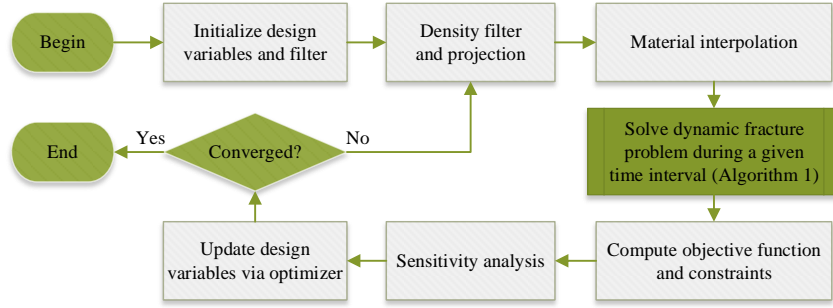 Begin
Initialize design
variables and filter
Density filter
and projection
Material interpolation
Solve dynamic fracture
problem during a given
time interval (Algorithm 1)
Compute objective function
and constraints
Sensitivity analysis
Update design
variables via optimizer
Converged?
No
Yes
End